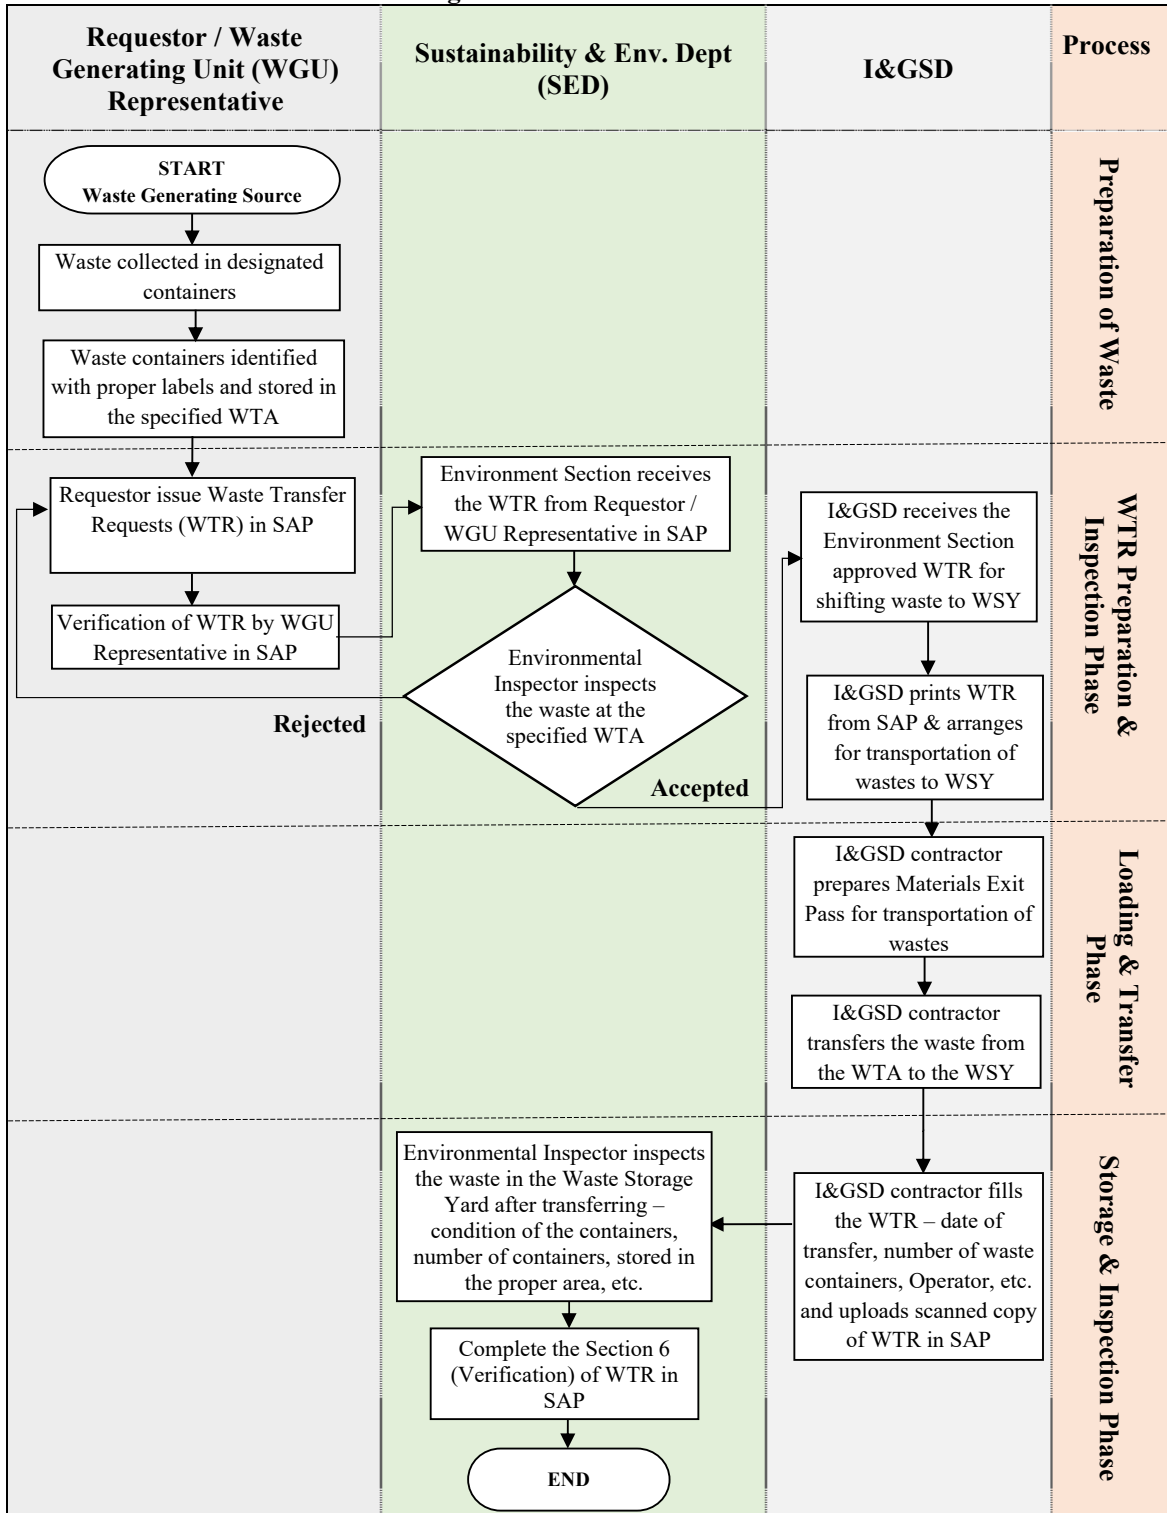 Requestor / Waste
Generating Unit (WGU)
Representative
Sustainability & Env. Dept
(SED)
I&GSD
Process
START
Waste Generating Source
Waste collected in designated
containers
Waste containers identified
with proper labels and stored in
the specified WTA
Preparation of Waste
Requestor issue Waste Transfer
Requests (WTR) in SAP
Verification of WTR by WGU
Representative in SAP
Environment Section receives
the WTR from Requestor /
WGU Representative in SAP
Environmental
Inspector inspects
the waste at the
specified WTA
Rejected
Accepted
I&GSD receives the
Environment Section
approved WTR for
shifting waste to WSY
I&GSD prints WTR
from SAP & arranges
for transportation of
wastes to WSY
WTR Preparation &
Inspection Phase
I&GSD contractor
prepares Materials Exit
Pass for transportation of
wastes
I&GSD contractor
transfers the waste from
the WTA to the WSY
Loading & Transfer
Phase
I&GSD contractor fills
the WTR – date of
transfer, number of waste
containers, Operator, etc.
and uploads scanned copy
of WTR in SAP
Environmental Inspector inspects
the waste in the Waste Storage
Yard after transferring –
condition of the containers,
number of containers, stored in
the proper area, etc.
Complete the Section 6
(Verification) of WTR in
SAP
END
Storage & Inspection Phase